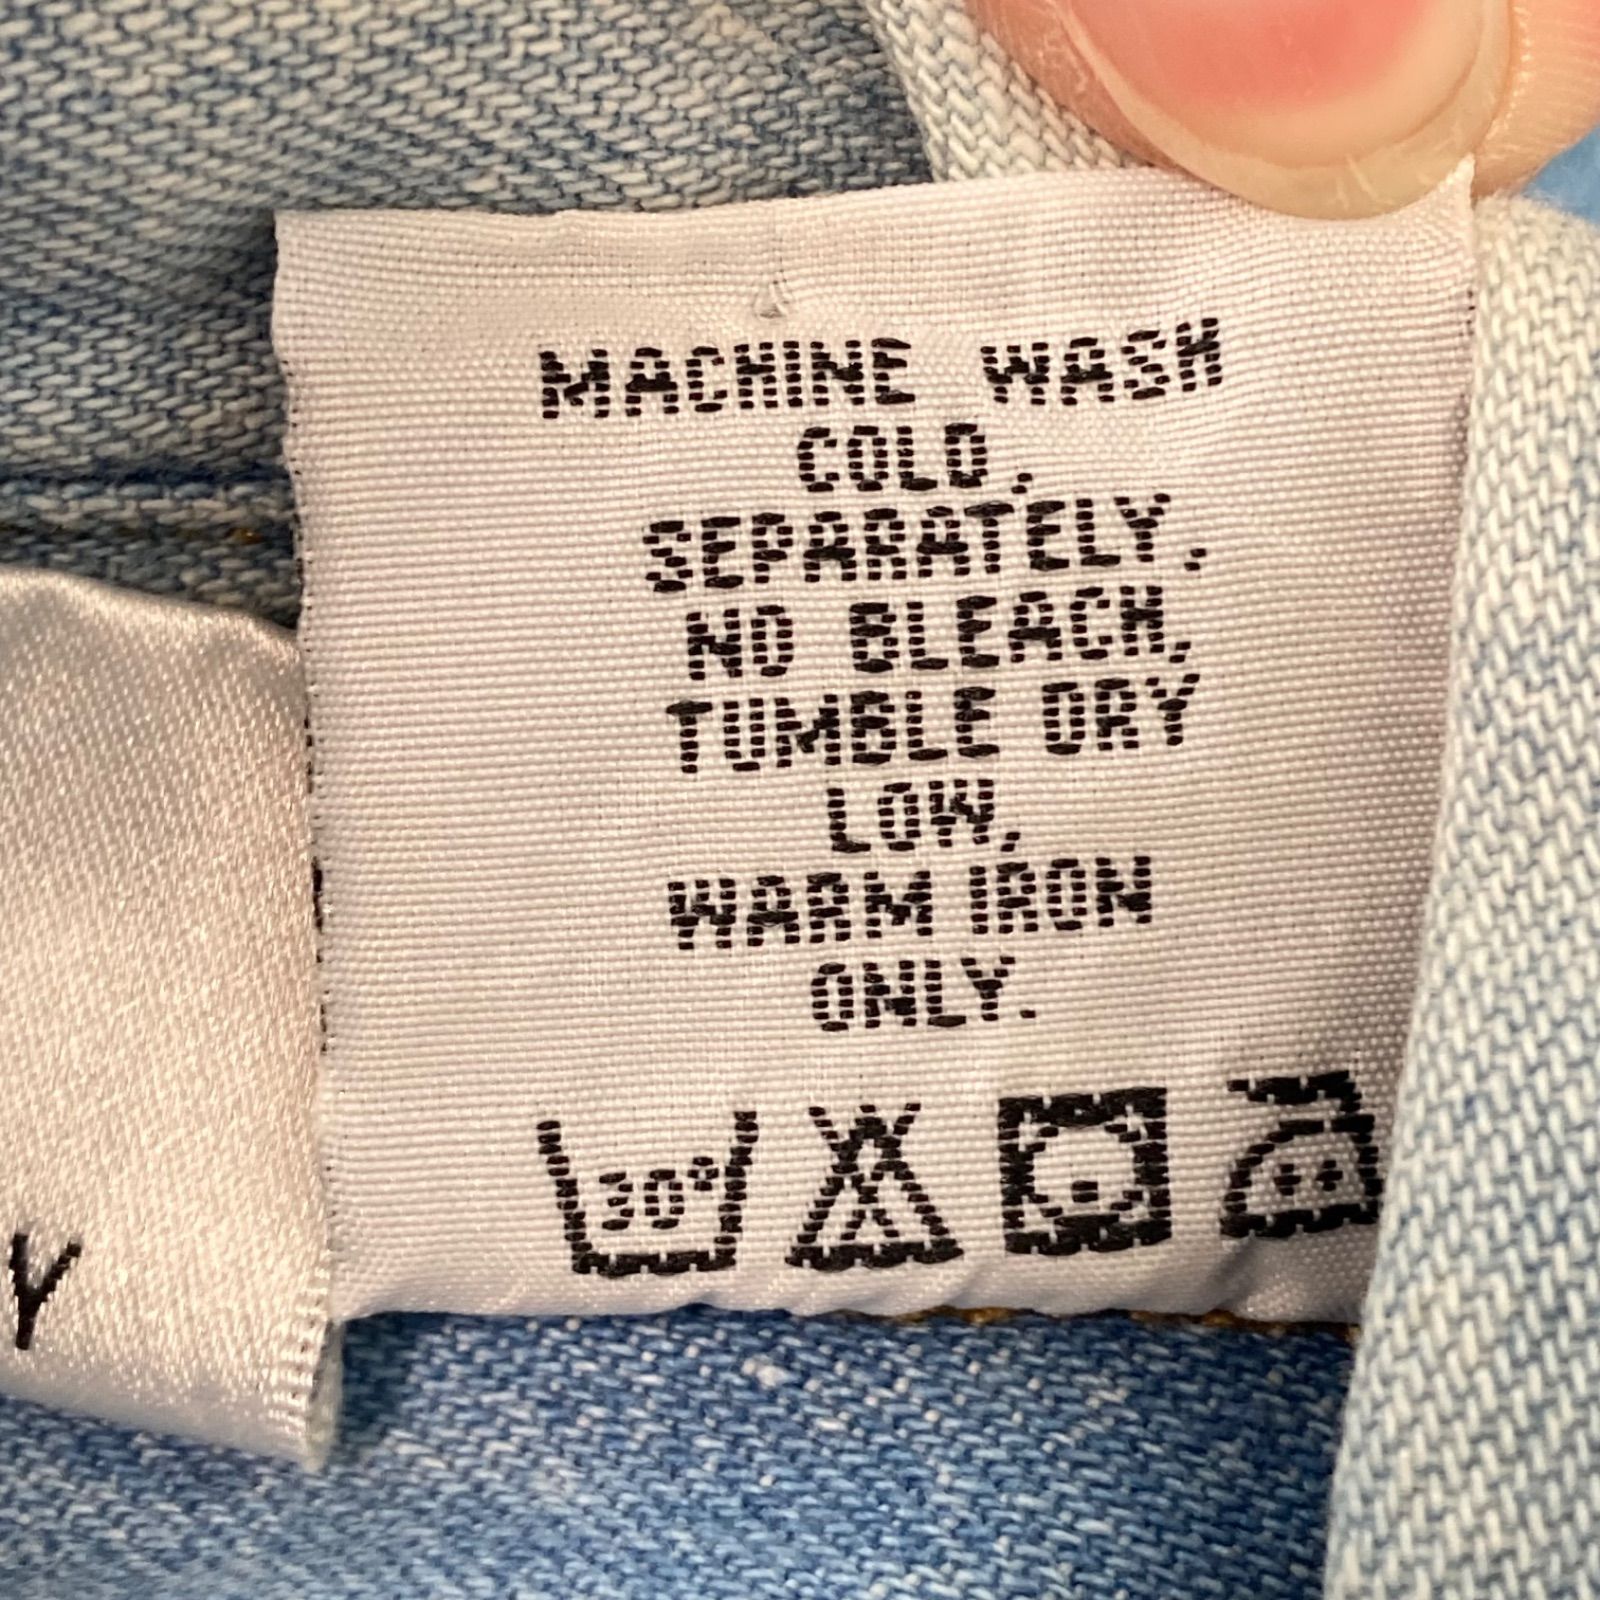 MACHINE WASH
COLD,
SEPARATELY,
NO BLEACH,
TUMBLE DRY
LOW,
WARM IRON
ONLY.
30°
Y